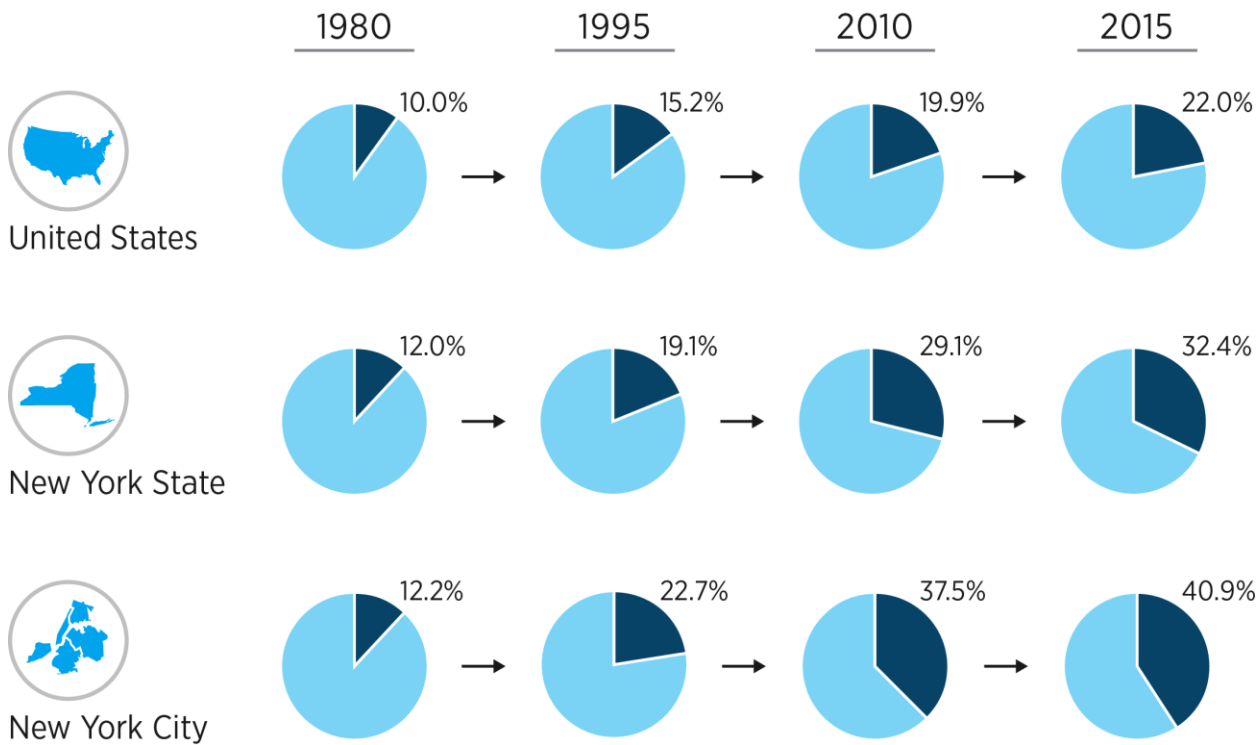 1980 1995 2010 2015
10.0% 15.2% 19.9% 22.0%
United States
12.0% 19.1% 29.1% 32.4%
New York State
12.2% 22.7% 37.5% 40.9%
New York City